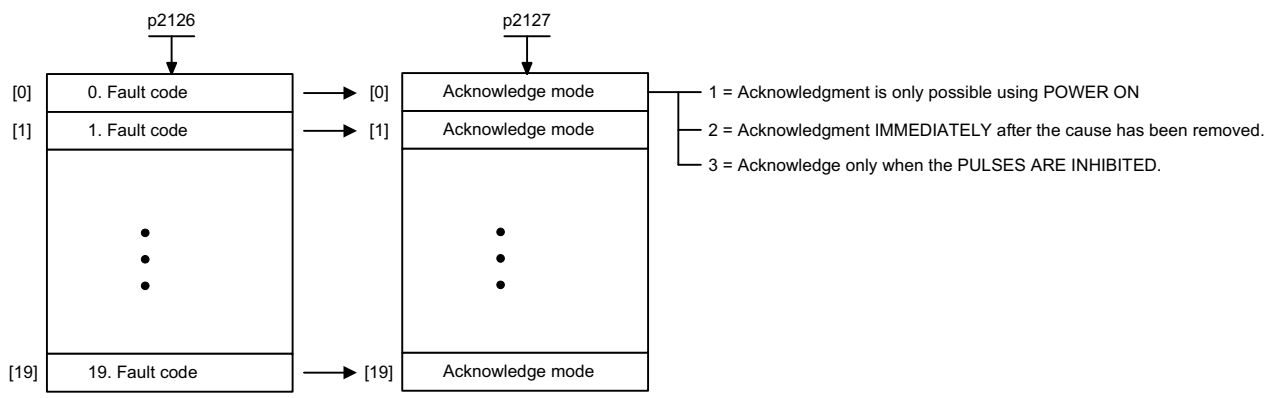 p2126
p2127
[0] 0. Fault code [0] Acknowledge mode 1 = Acknowledgment is only possible using POWER ON
[1] 1. Fault code [1] Acknowledge mode 2 = Acknowledgment IMMEDIATELY after the cause has been removed.
3 = Acknowledge only when the PULSES ARE INHIBITED.
[19] 19. Fault code [19] Acknowledge mode